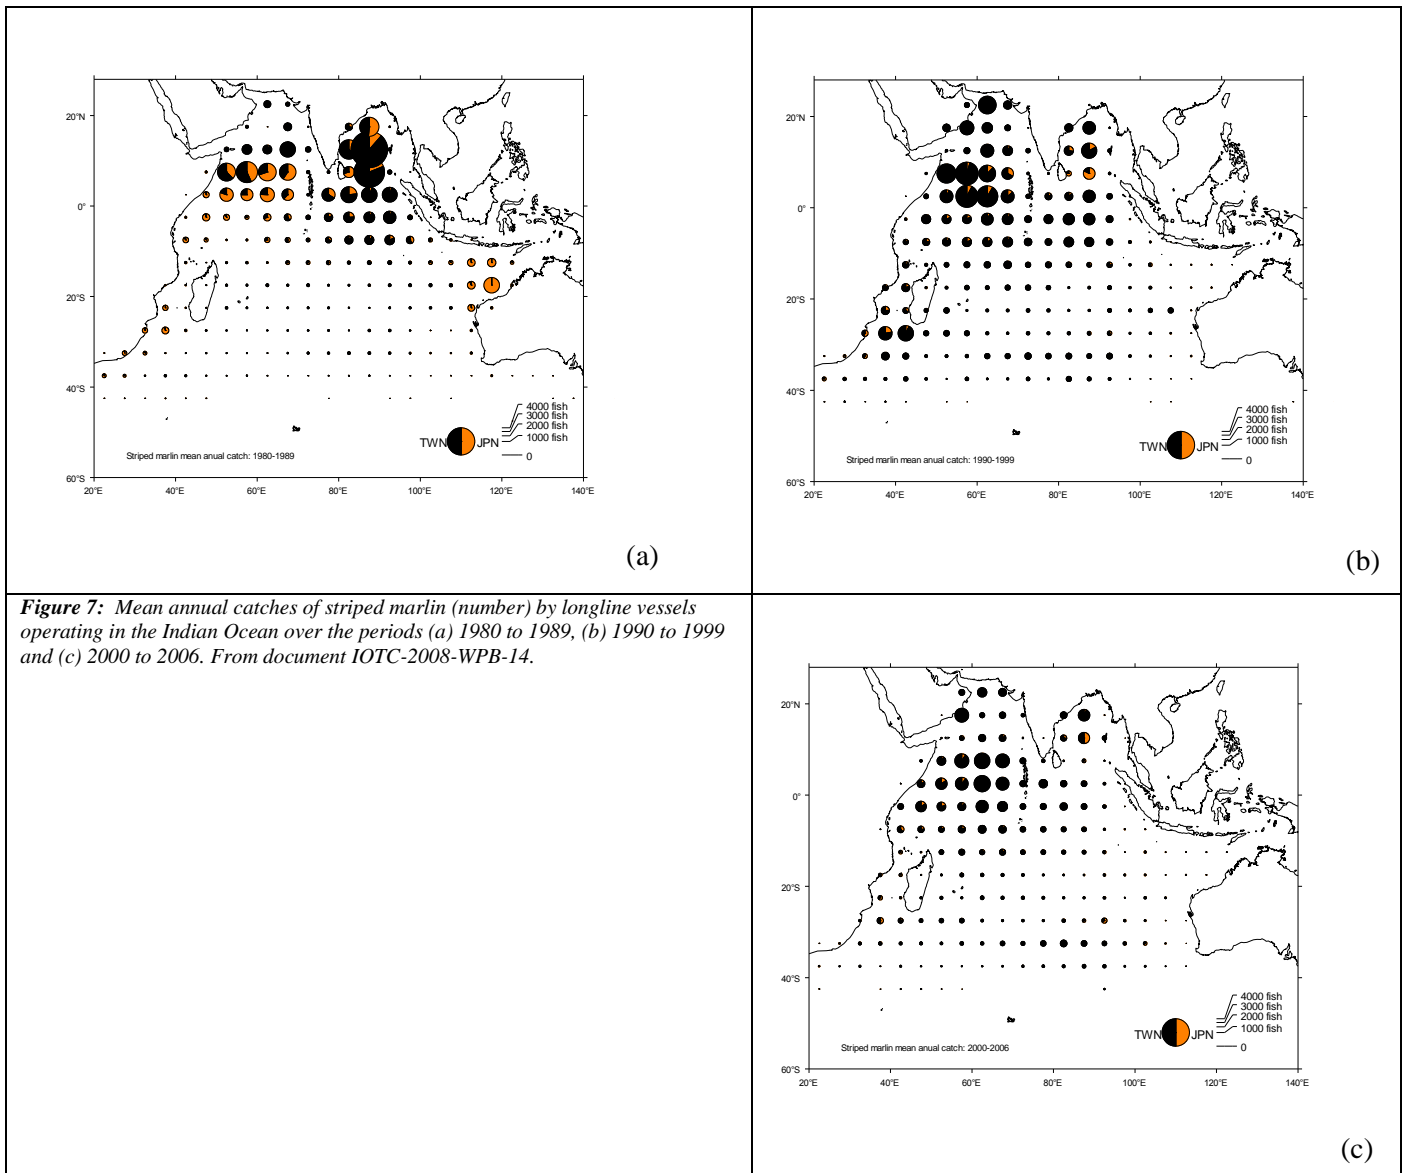 20°N
0°
20°S
40°S
60°S
20°E 40°E 60°E 80°E 100°E 120°E 140°E
4000 fish
3000 fish
2000 fish
1000 fish
0
TWN JPN
Striped marlin mean anual catch: 1980-1989
(a)
20°N
0°
20°S
40°S
60°S
20°E 40°E 60°E 80°E 100°E 120°E 140°E
4000 fish
3000 fish
2000 fish
1000 fish
0
TWN JPN
Striped marlin mean anual catch: 1990-1999
(b)
Figure 7: Mean annual catches of striped marlin (number) by longline vessels
operating in the Indian Ocean over the periods (a) 1980 to 1989, (b) 1990 to 1999
and (c) 2000 to 2006. From document IOTC-2008-WPB-14.
20°N
0°
20°S
40°S
60°S
20°E 40°E 60°E 80°E 100°E 120°E 140°E
4000 fish
3000 fish
2000 fish
1000 fish
0
TWN JPN
Striped marlin mean anual catch: 2000-2006
(c)